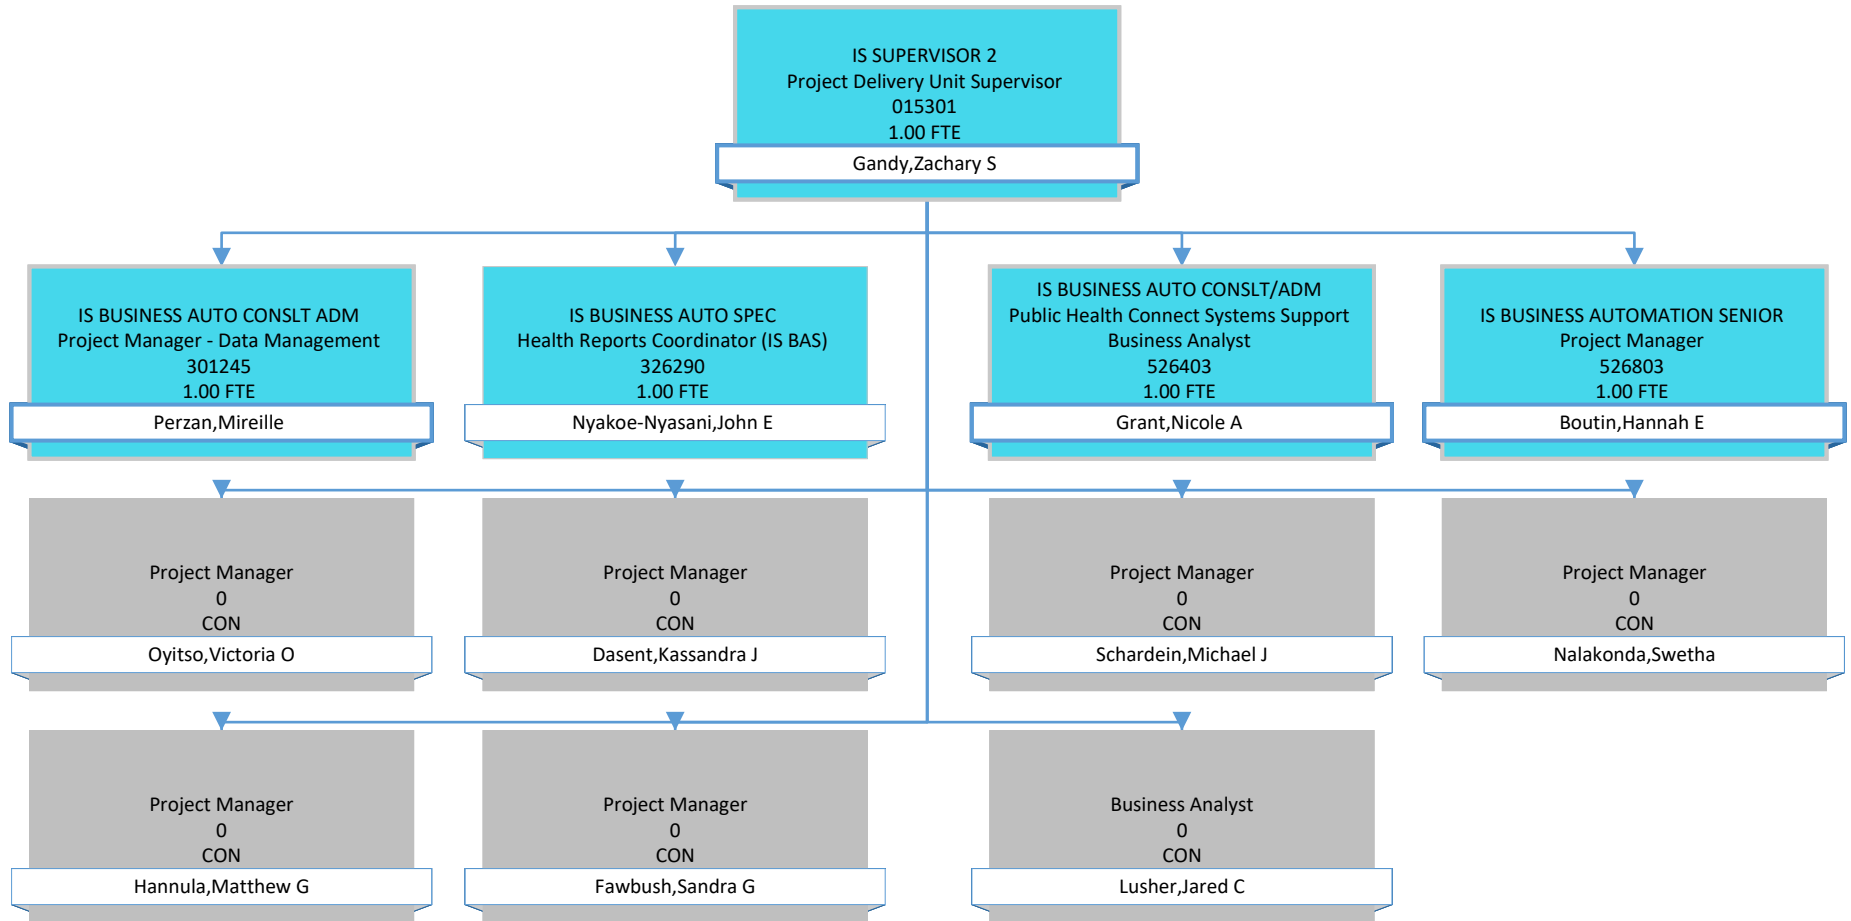 IS SUPERVISOR 2
Project Delivery Unit Supervisor
015301
1.00 FTE
Gandy,Zachary S
IS BUSINESS AUTO CONSLT ADM
Project Manager - Data Management
301245
1.00 FTE
Perzan,Mireille
IS BUSINESS AUTO SPEC
Health Reports Coordinator (IS BAS)
326290
1.00 FTE
Nyakoe-Nyasani,John E
IS BUSINESS AUTO CONSLT/ADM
Public Health Connect Systems Support
Business Analyst
526403
1.00 FTE
Grant,Nicole A
IS BUSINESS AUTOMATION SENIOR
Project Manager
526803
1.00 FTE
Boutin,Hannah E
Project Manager
0
CON
Oyitso,Victoria O
Project Manager
0
CON
Dasent,Kassandra J
Project Manager
0
CON
Schardein,Michael J
Project Manager
0
CON
Nalakonda,Swetha
Project Manager
0
CON
Hannula,Matthew G
Project Manager
0
CON
Fawbush,Sandra G
Business Analyst
0
CON
Lusher,Jared C